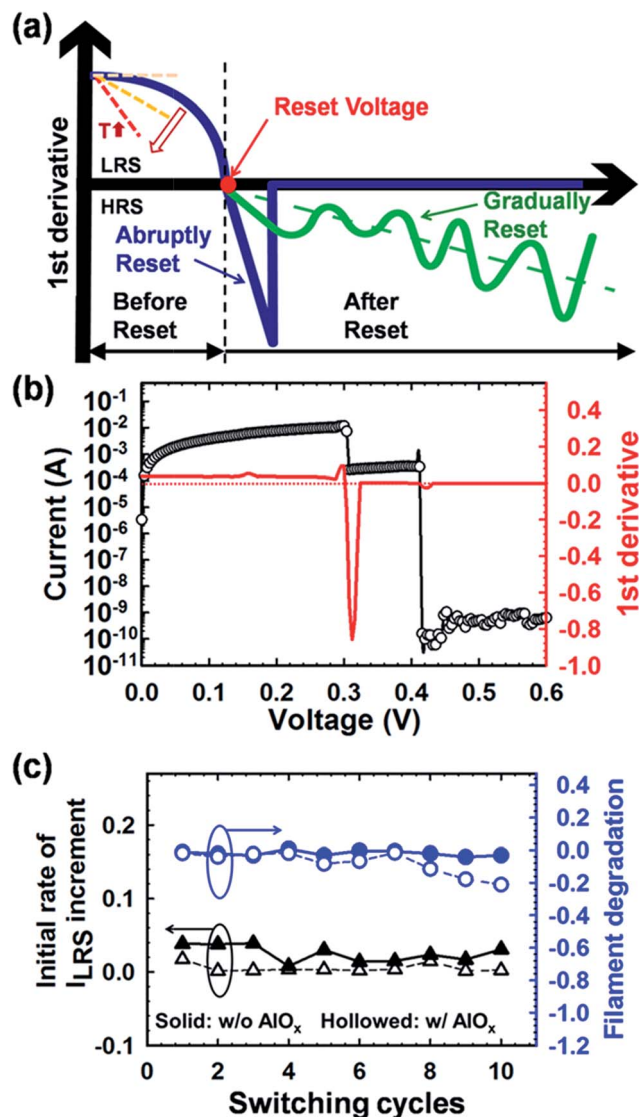 (a)
1st derivative
T
LRS
HRS
Reset Voltage
Abruptly
Reset
Gradually
Reset
Before
Reset
After
Reset
(b)
Current (A)
10⁻¹
10⁻²
10⁻³
10⁻⁴
10⁻⁵
10⁻⁶
10⁻⁷
10⁻⁸
10⁻⁹
10⁻¹⁰
10⁻¹¹
0.0 0.1 0.2 0.3 0.4 0.5 0.6
Voltage (V)
0.4
0.2
0.0
-0.2
-0.4
-0.6
-0.8
-1.0
1st derivative
(c)
Initial rate of
I_LRS increment
0.2
0.1
0.0
-0.1
Solid: w/o AlOₓ Hollowed: w/ AlOₓ
0 2 4 6 8 10
Switching cycles
0.4
0.2
0.0
-0.2
-0.4
-0.6
-0.8
-1.0
-1.2
Filament degradation